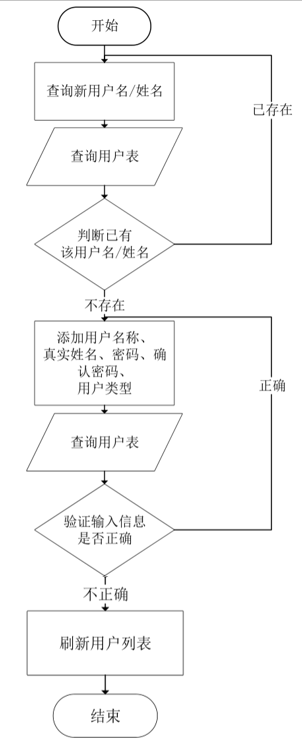 开始
查询新用户名/姓名
已存在
查询用户表
判断已有
该用户名/姓名
不存在
添加用户名称、
真实姓名、密码、确
认密码、
用户类型
正确
查询用户表
验证输入信息
是否正确
不正确
刷新用户列表
结束